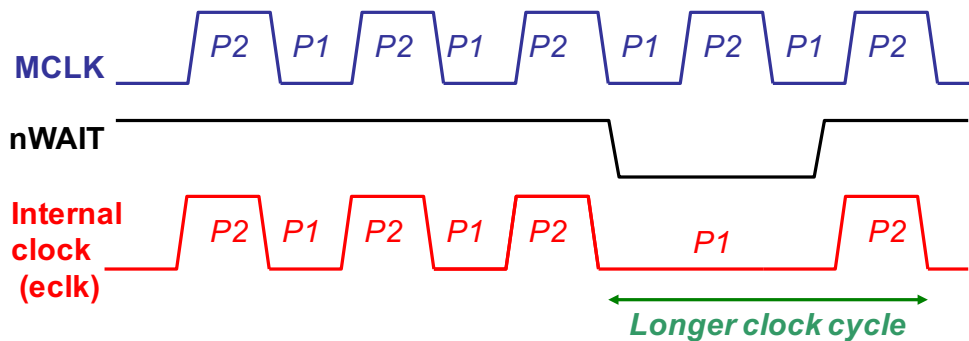 MCLK
P2 P1 P2 P1 P2 P1 P2 P1 P2
nWAIT
Internal
clock
(eclk)
P2 P1 P2 P1 P2 P1 P2
Longer clock cycle